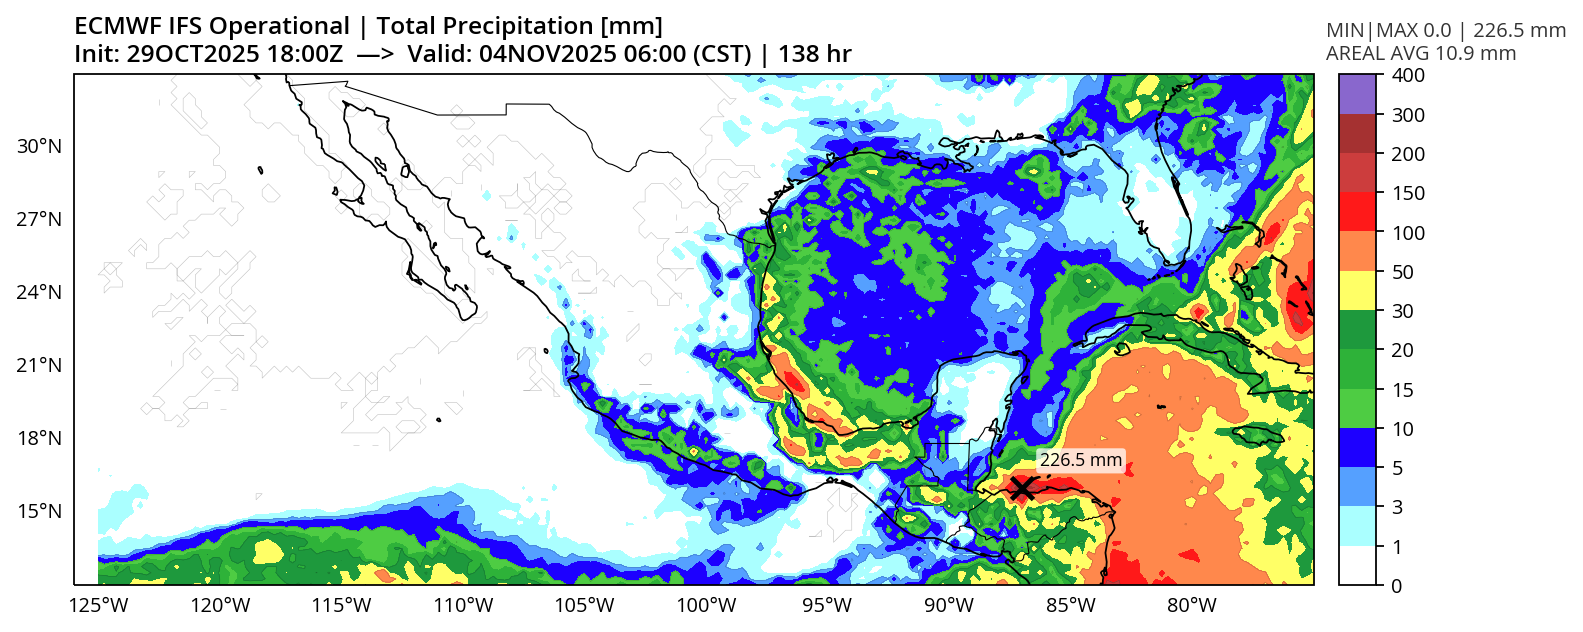 ECMWF IFS Operational | Total Precipitation [mm]
Init: 29OCT2025 18:00Z —> Valid: 04NOV2025 06:00 (CST) | 138 hr
MIN|MAX 0.0 | 226.5 mm
AREAL AVG 10.9 mm
400
300
200
150
100
50
30
20
15
10
5
3
1
0
30°N
27°N
24°N
21°N
18°N
15°N
226.5 mm
125°W 120°W 115°W 110°W 105°W 100°W 95°W 90°W 85°W 80°W